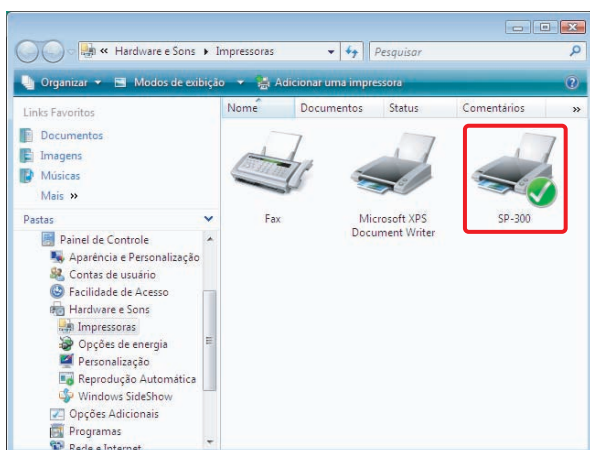 « Hardware e Sons ▸ Impressoras
Pesquisar
Organizar Modos de exibição Adicionar uma impressora
Links Favoritos
Documentos
Imagens
Músicas
Mais »
Pastas
Painel de Controle
Aparência e Personalização
Contas de usuário
Facilidade de Acesso
Hardware e Sons
Impressoras
Opções de energia
Personalização
Reprodução Automática
Windows SideShow
Opções Adicionais
Programas
Rede e Internet
Nome Documentos Status Comentários »
Fax
Microsoft XPS
Document Writer
SP-300